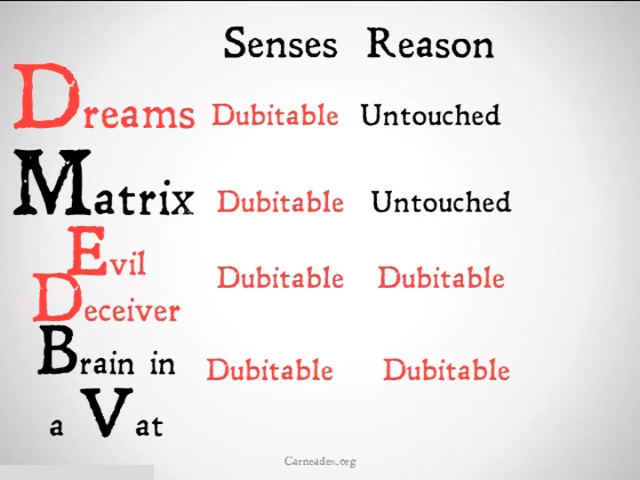 Senses Reason
Dreams Dubitable Untouched
Matrix Dubitable Untouched
Evil
Deceiver Dubitable Dubitable
Brain in
a Vat Dubitable Dubitable
Carneades.org